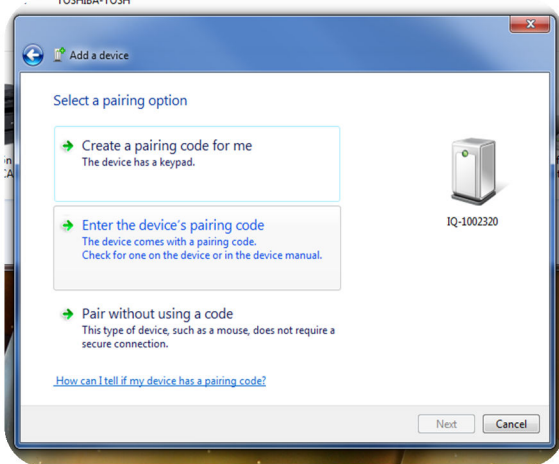 TOSHIBA-TOSH
Add a device
Select a pairing option
Create a pairing code for me
The device has a keypad.
Enter the device's pairing code
The device comes with a pairing code.
Check for one on the device or in the device manual.
IQ-1002320
Pair without using a code
This type of device, such as a mouse, does not require a
secure connection.
How can I tell if my device has a pairing code?
Next
Cancel